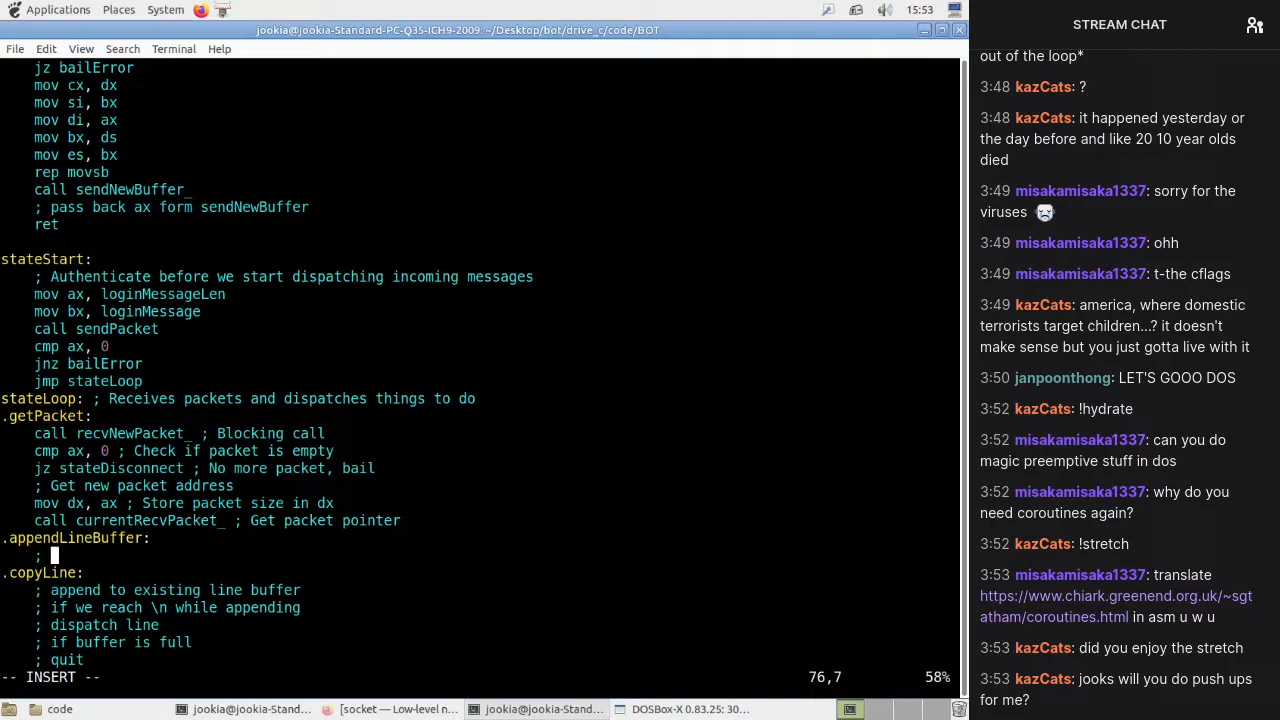 Applications Places System 15:53
jookia@jookia-Standard-PC-Q35-ICH9-2009: ~/Desktop/bot/drive_c/code/BOT
File Edit View Search Terminal Help
jz bailError
mov cx, dx
mov si, bx
mov di, ax
mov bx, ds
mov es, bx
rep movsb
call sendNewBuffer_
; pass back ax form sendNewBuffer
ret
stateStart:
; Authenticate before we start dispatching incoming messages
mov ax, loginMessageLen
mov bx, loginMessage
call sendPacket
cmp ax, 0
jnz bailError
jmp stateLoop
stateLoop: ; Receives packets and dispatches things to do
.getPacket:
call recvNewPacket_ ; Blocking call
cmp ax, 0 ; Check if packet is empty
jz stateDisconnect ; No more packet, bail
; Get new packet address
mov dx, ax ; Store packet size in dx
call currentRecvPacket_ ; Get packet pointer
.appendLineBuffer:
;
.copyLine:
; append to existing line buffer
; if we reach \n while appending
; dispatch line
; if buffer is full
; quit
-- INSERT -- 76,7 58%
code jookia@jookia-Stand... [socket — Low-level n... jookia@jookia-Stand... DOSBox-X 0.83.25: 30...
STREAM CHAT
out of the loop*
3:48 kazCats: ?
3:48 kazCats: it happened yesterday or
the day before and like 20 10 year olds
died
3:49 misakamisaka1337: sorry for the
viruses
3:49 misakamisaka1337: ohh
3:49 misakamisaka1337: t-the cflags
3:49 kazCats: america, where domestic
terrorists target children...? it doesn't
make sense but you just gotta live with it
3:50 janpoonthong: LET'S GOOO DOS
3:52 kazCats: !hydrate
3:52 misakamisaka1337: can you do
magic preemptive stuff in dos
3:52 misakamisaka1337: why do you
need coroutines again?
3:52 kazCats: !stretch
3:53 misakamisaka1337: translate
https://www.chiark.greenend.org.uk/~sgt
atham/coroutines.html in asm u w u
3:53 kazCats: did you enjoy the stretch
3:53 kazCats: jooks will you do push ups
for me?